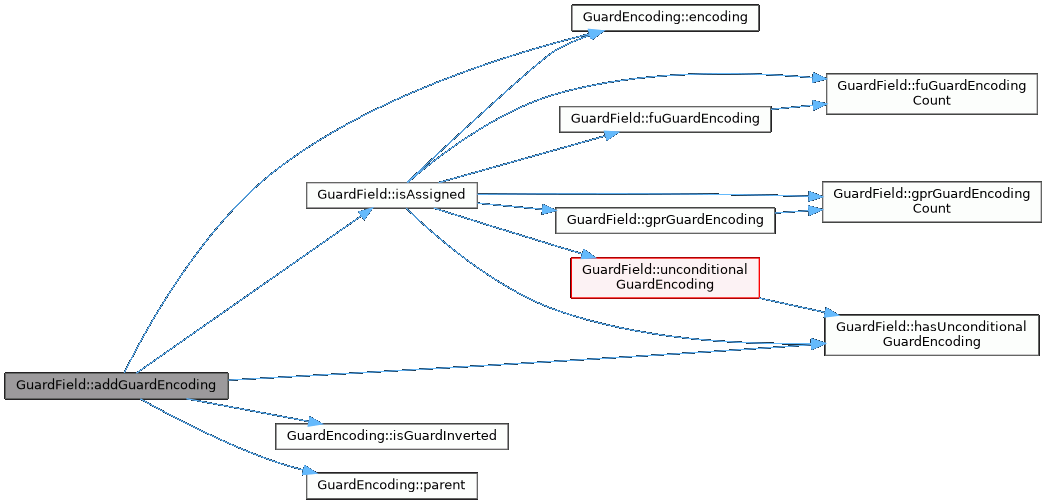 GuardEncoding::encoding
GuardField::fuGuardEncoding
Count
GuardField::fuGuardEncoding
GuardField::isAssigned
GuardField::gprGuardEncoding
Count
GuardField::gprGuardEncoding
GuardField::unconditional
GuardEncoding
GuardField::hasUnconditional
GuardEncoding
GuardField::addGuardEncoding
GuardEncoding::isGuardInverted
GuardEncoding::parent